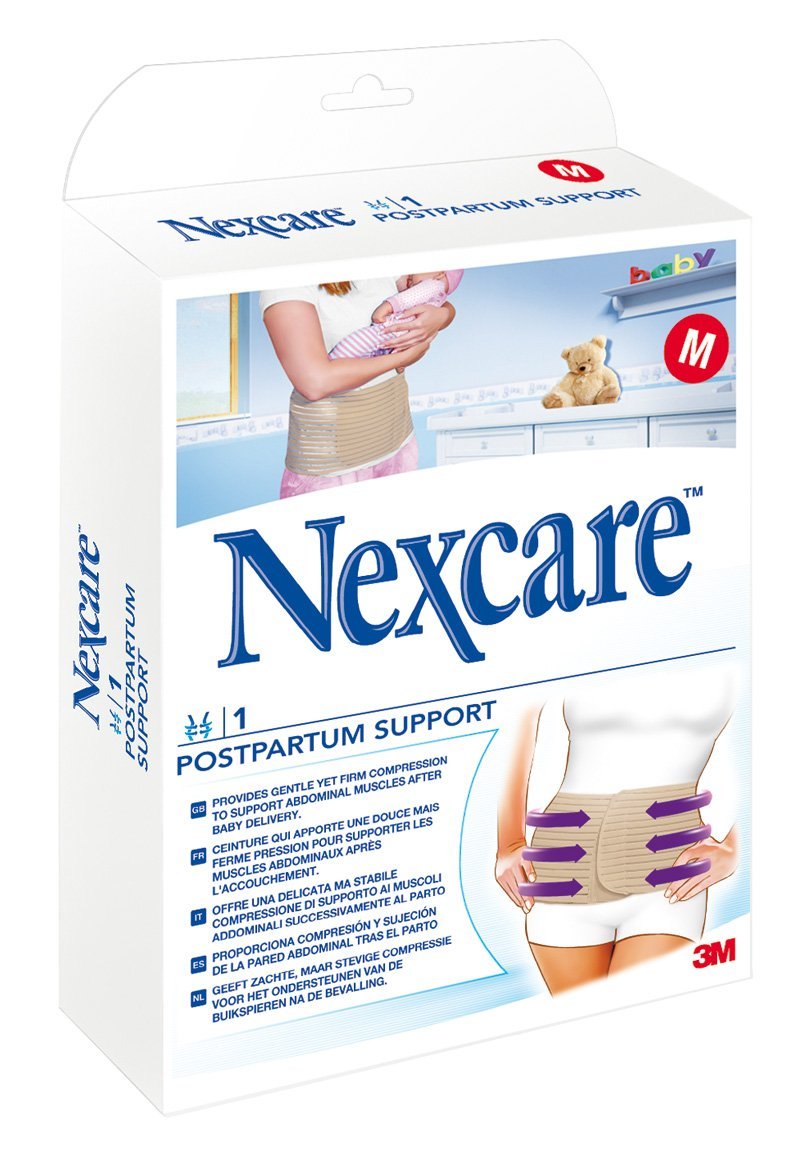 M
Nexcare™ 1
POSTPARTUM SUPPORT
baby
M
Nexcare™
1
POSTPARTUM SUPPORT
GB PROVIDES GENTLE YET FIRM COMPRESSION
TO SUPPORT ABDOMINAL MUSCLES AFTER
BABY DELIVERY.
FR CEINTURE QUI APPORTE UNE DOUCE MAIS
FERME PRESSION POUR SUPPORTER LES
MUSCLES ABDOMINAUX APRÈS
L'ACCOUCHEMENT.
IT OFFRE UNA DELICATA MA STABILE
COMPRESSIONE DI SUPPORTO AI MUSCOLI
ADDOMINALI SUCCESSIVAMENTE AL PARTO
ES PROPORCIONA COMPRESIÓN Y SUJECIÓN
DE LA PARED ABDOMINAL TRAS EL PARTO
NL GEEFT ZACHTE, MAAR STEVIGE COMPRESSIE
VOOR HET ONDERSTEUNEN VAN DE
BUIKSPIEREN NA DE BEVALLING.
3M
Nexcare™
1
POSTPARTUM
SUPPORT